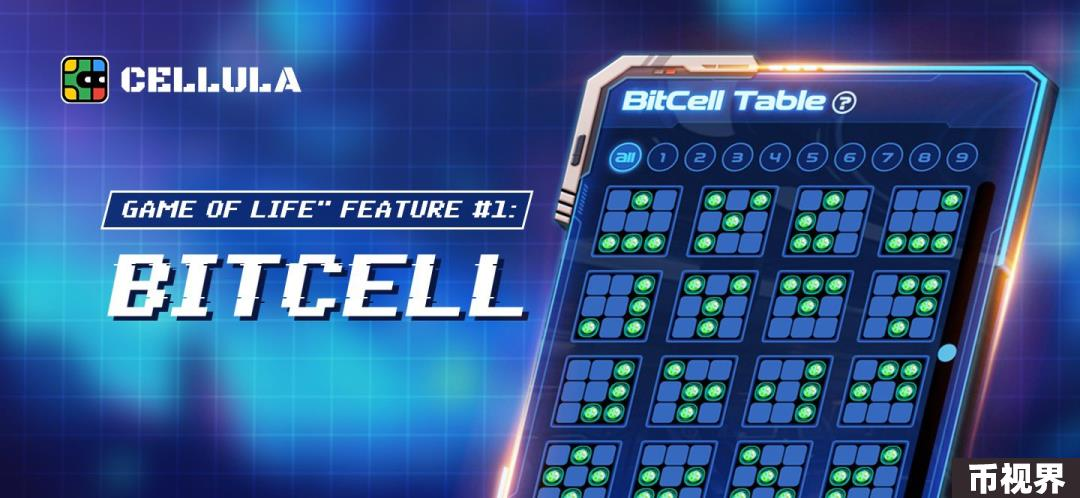 CELLULA
GAME OF LIFE" FEATURE #1:
BITCELL
BitCell Table ?
all 1 2 3 4 5 6 7 8 9
币视界